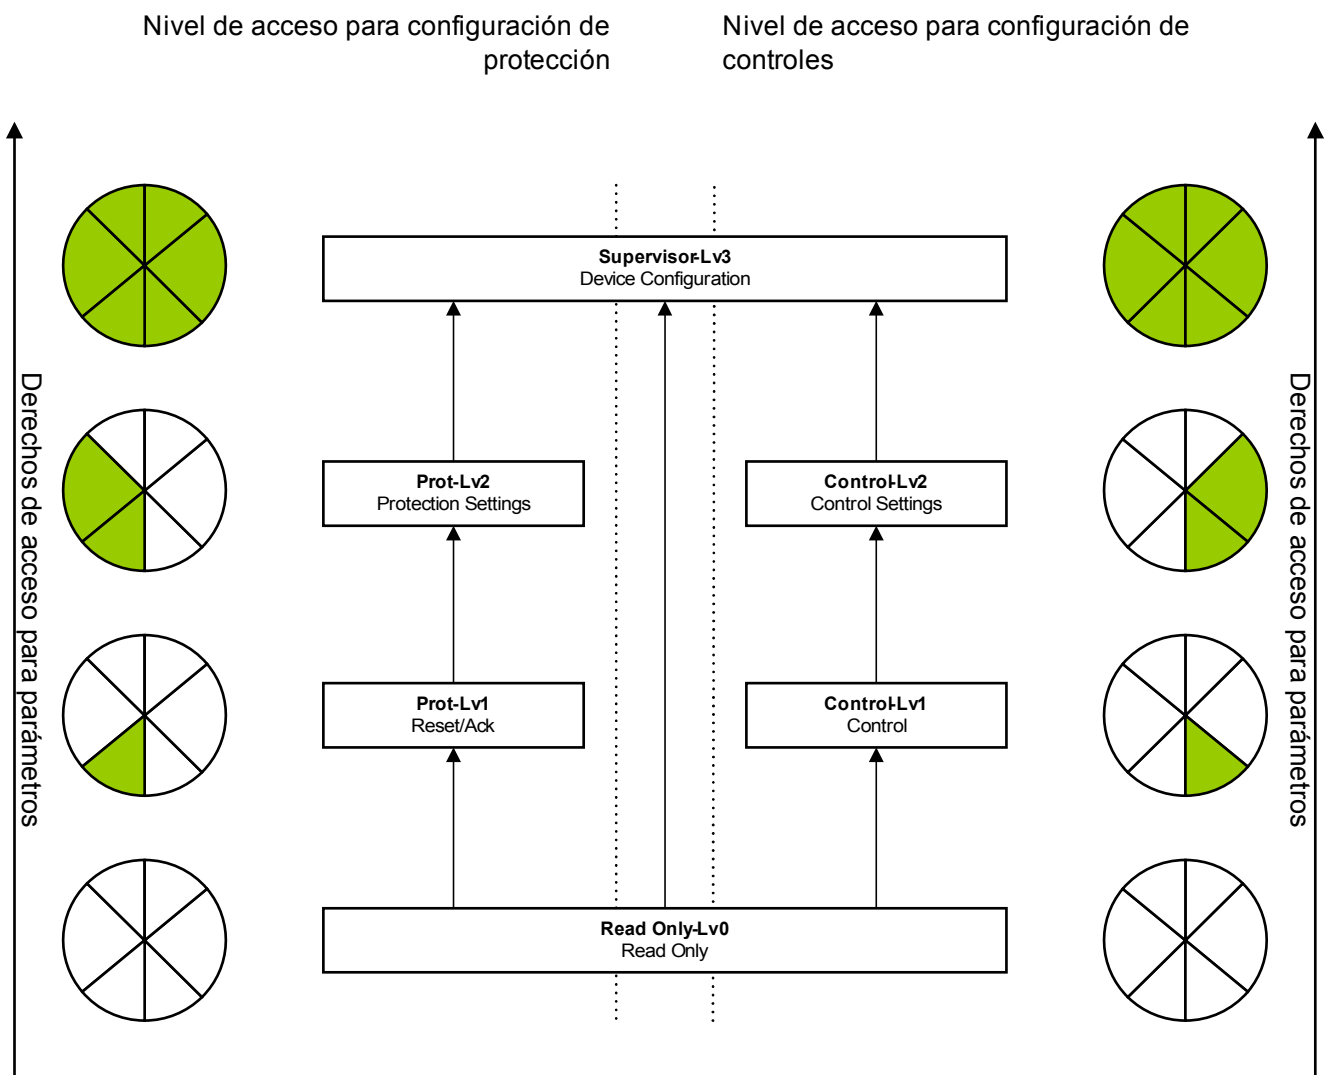 Nivel de acceso para configuración de
protección
Nivel de acceso para configuración de
controles
Supervisor-Lv3
Device Configuration
Derechos de acceso para parámetros
Derechos de acceso para parámetros
Prot-Lv2
Protection Settings
Control-Lv2
Control Settings
Prot-Lv1
Reset/Ack
Control-Lv1
Control
Read Only-Lv0
Read Only